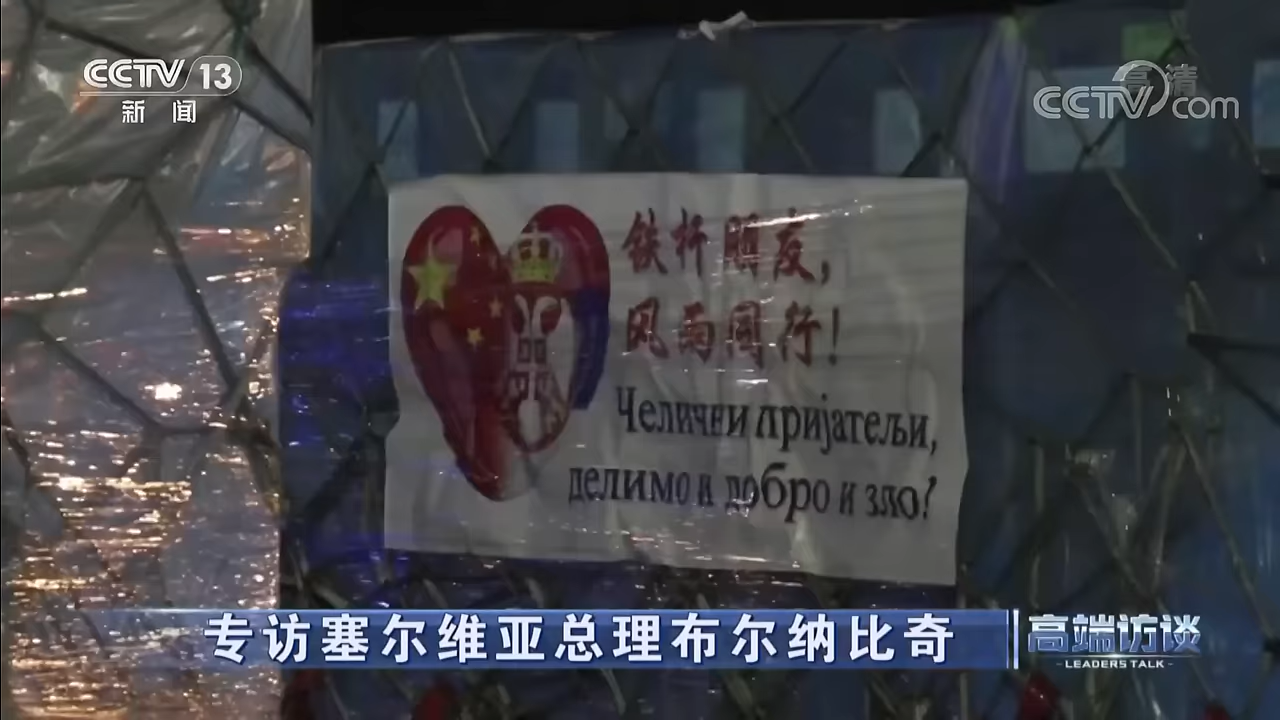 CCTV 13
新闻
高清
CCTV.com
铁杆朋友,
风雨同行!
Челични пријатељи,
делимо и добро и зло!
专访塞尔维亚总理布尔纳比奇
高端访谈
LEADERS TALK